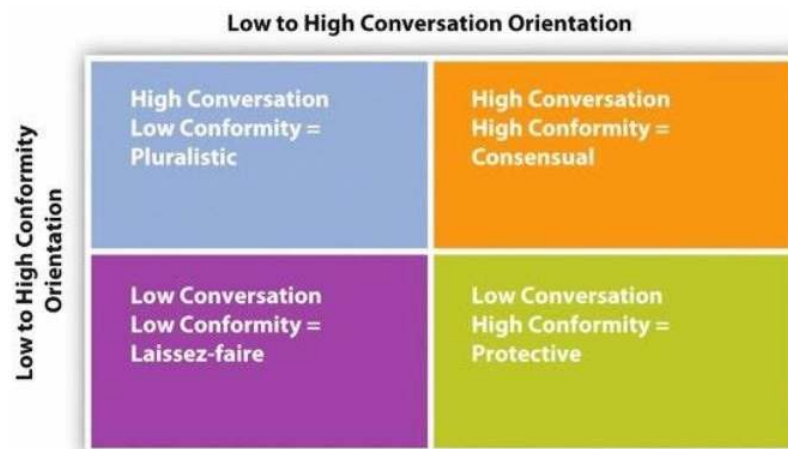 Low to High Conversation Orientation
Low to High Conformity
Orientation
High Conversation
Low Conformity =
Pluralistic
High Conversation
High Conformity =
Consensual
Low Conversation
Low Conformity =
Laissez-faire
Low Conversation
High Conformity =
Protective